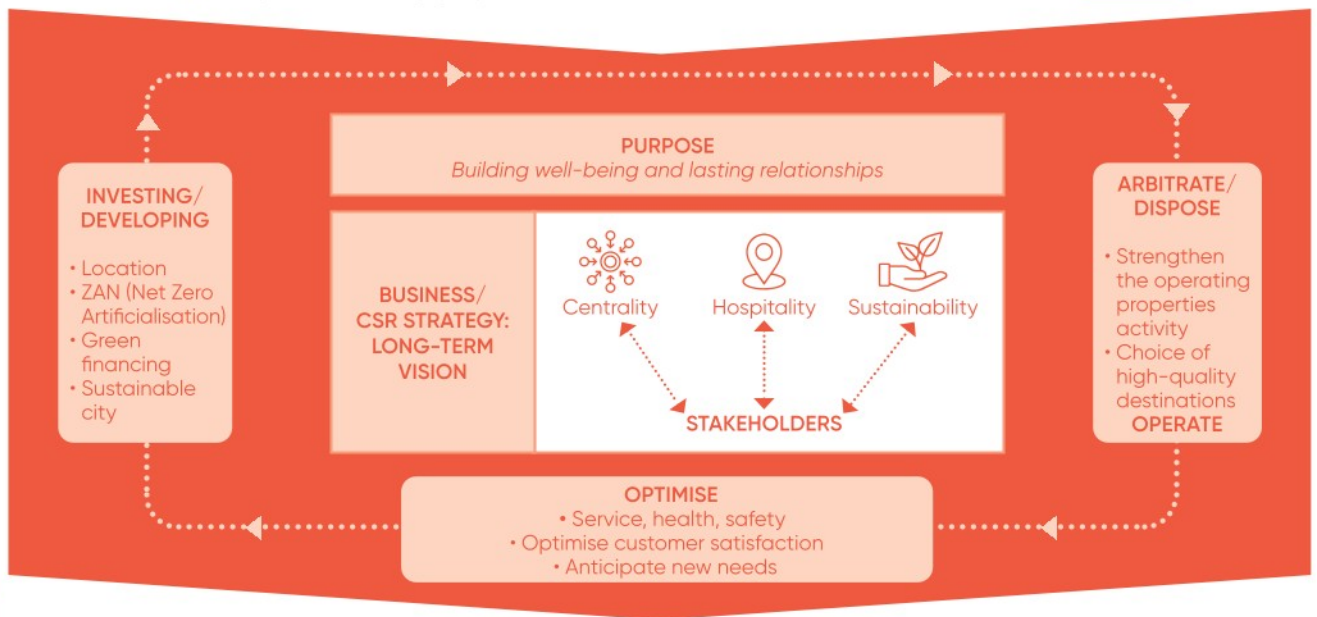 PURPOSE
Building well-being and lasting relationships
INVESTING/
DEVELOPING
• Location
• ZAN (Net Zero
Artificialisation)
• Green
financing
• Sustainable
city
BUSINESS/
CSR STRATEGY:
LONG-TERM
VISION
Centrality
Hospitality
Sustainability
STAKEHOLDERS
ARBITRATE/
DISPOSE
• Strengthen
the operating
properties
activity
• Choice of
high-quality
destinations
OPERATE
OPTIMISE
• Service, health, safety
• Optimise customer satisfaction
• Anticipate new needs